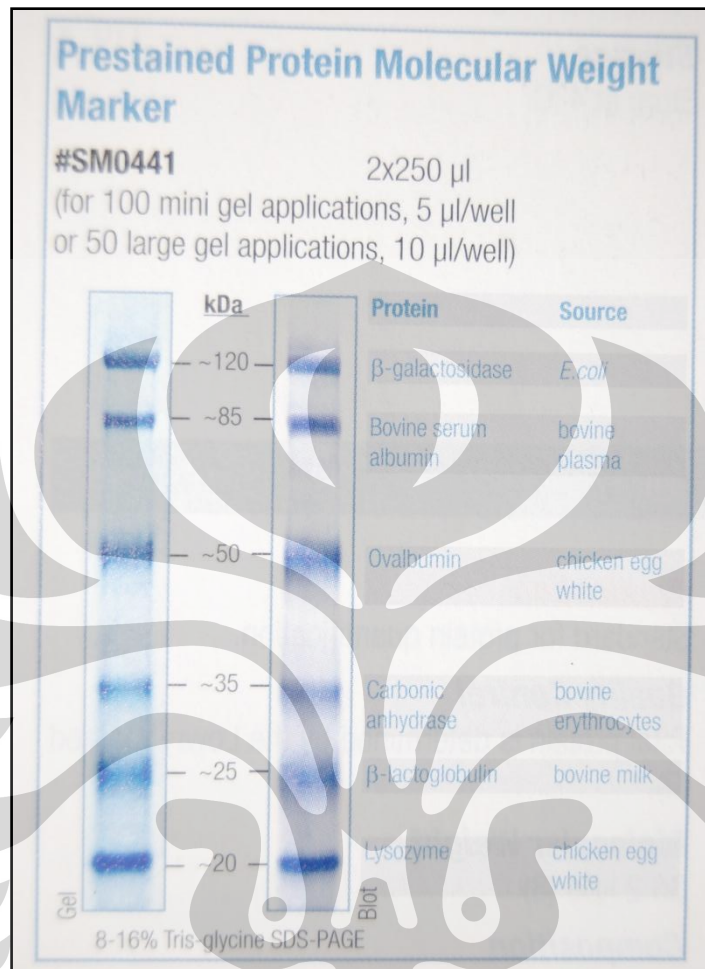 Prestained Protein Molecular Weight
Marker
#SM0441 2x250 µl
(for 100 mini gel applications, 5 µl/well
or 50 large gel applications, 10 µl/well)
kDa Protein Source
~120 β-galactosidase E.coli
~85 Bovine serum bovine
albumin plasma
~50 Ovalbumin chicken egg
white
~35 Carbonic bovine
anhydrase erythrocytes
~25 β-lactoglobulin bovine milk
~20 Lysozyme chicken egg
white
Gel Blot
8-16% Tris-glycine SDS-PAGE